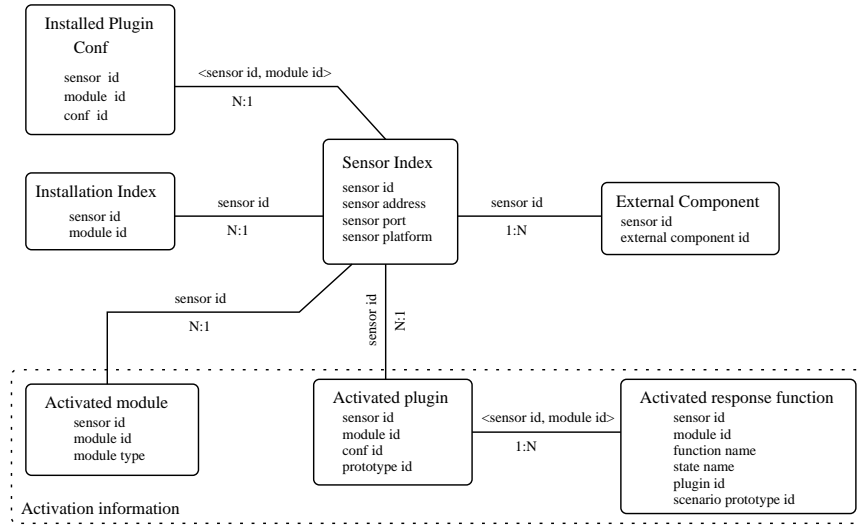 Installed Plugin
Conf
sensor id
module id
conf id
<sensor id, module id>
N:1
Sensor Index
sensor id
sensor address
sensor port
sensor platform
Installation Index
sensor id
module id
sensor id
N:1
sensor id
1:N
External Component
sensor id
external component id
sensor id
N:1
sensor id
N:1
Activated module
sensor id
module id
module type
Activated plugin
sensor id
module id
conf id
prototype id
<sensor id, module id>
1:N
Activated response function
sensor id
module id
function name
state name
plugin id
scenario prototype id
Activation information